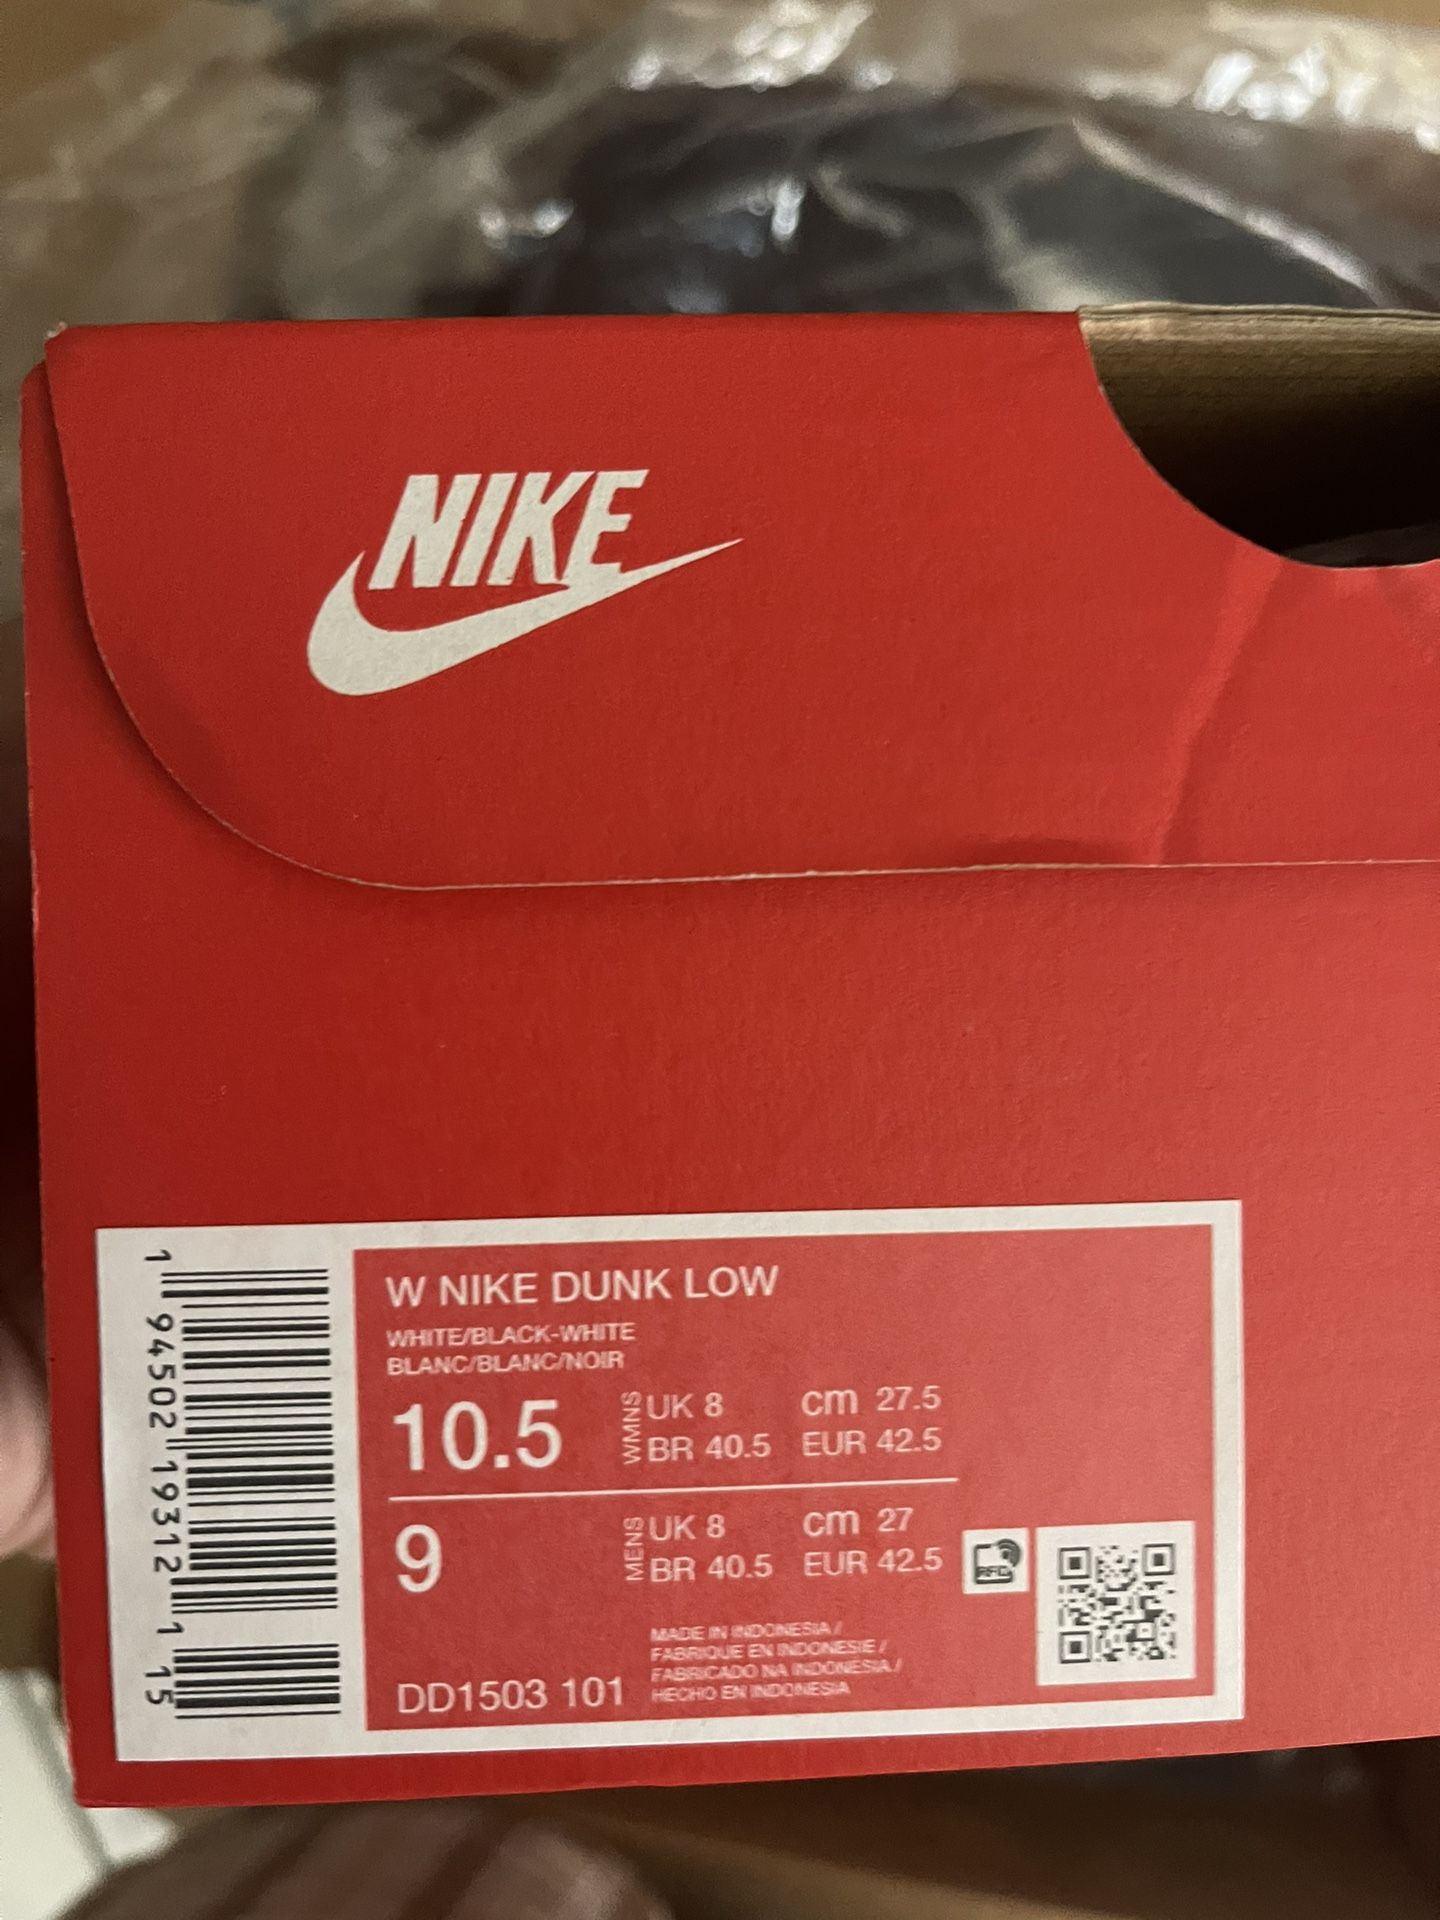 NIKE
W NIKE DUNK LOW
WHITE/BLACK-WHITE
BLANC/BLANC/NOIR
10.5 WMNS UK 8 cm 27.5
BR 40.5 EUR 42.5
9 MENS UK 8 cm 27
BR 40.5 EUR 42.5
RFID
MADE IN INDONESIA /
FABRIQUE EN INDONESIE /
FABRICADO NA INDONESIA /
HECHO EN INDONESIA
DD1503 101
1 94502 19312 1 15